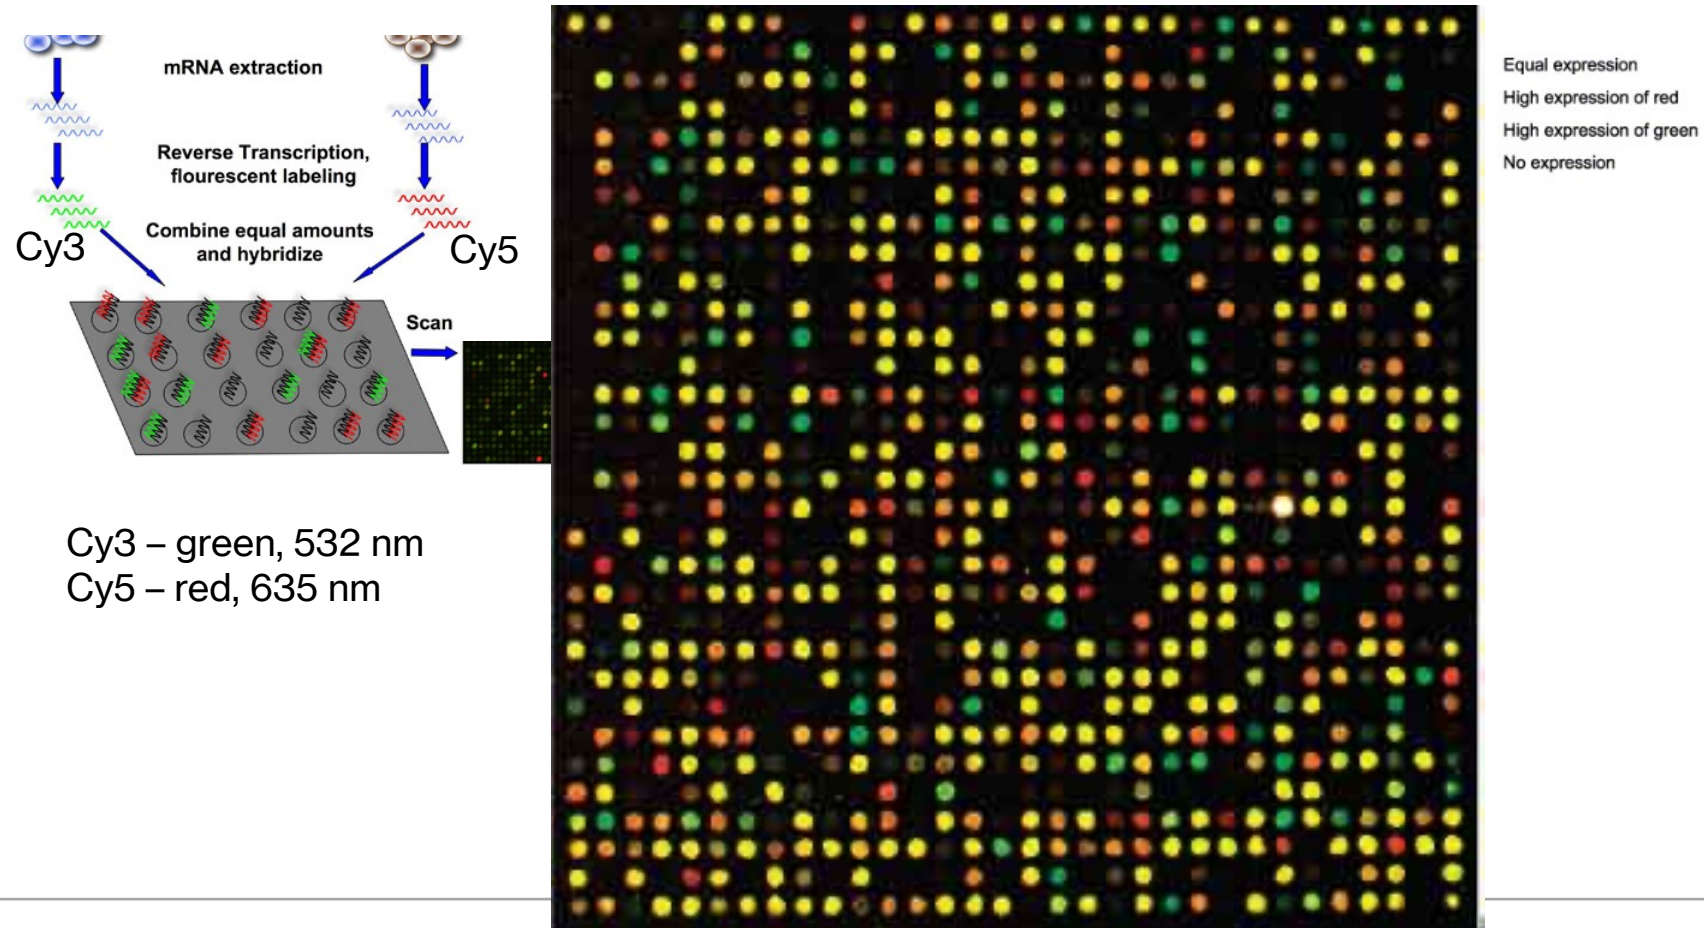 mRNA extraction
Reverse Transcription,
flourescent labeling
Combine equal amounts
and hybridize
Cy3
Cy5
Scan
Cy3 – green, 532 nm
Cy5 – red, 635 nm
Equal expression
High expression of red
High expression of green
No expression